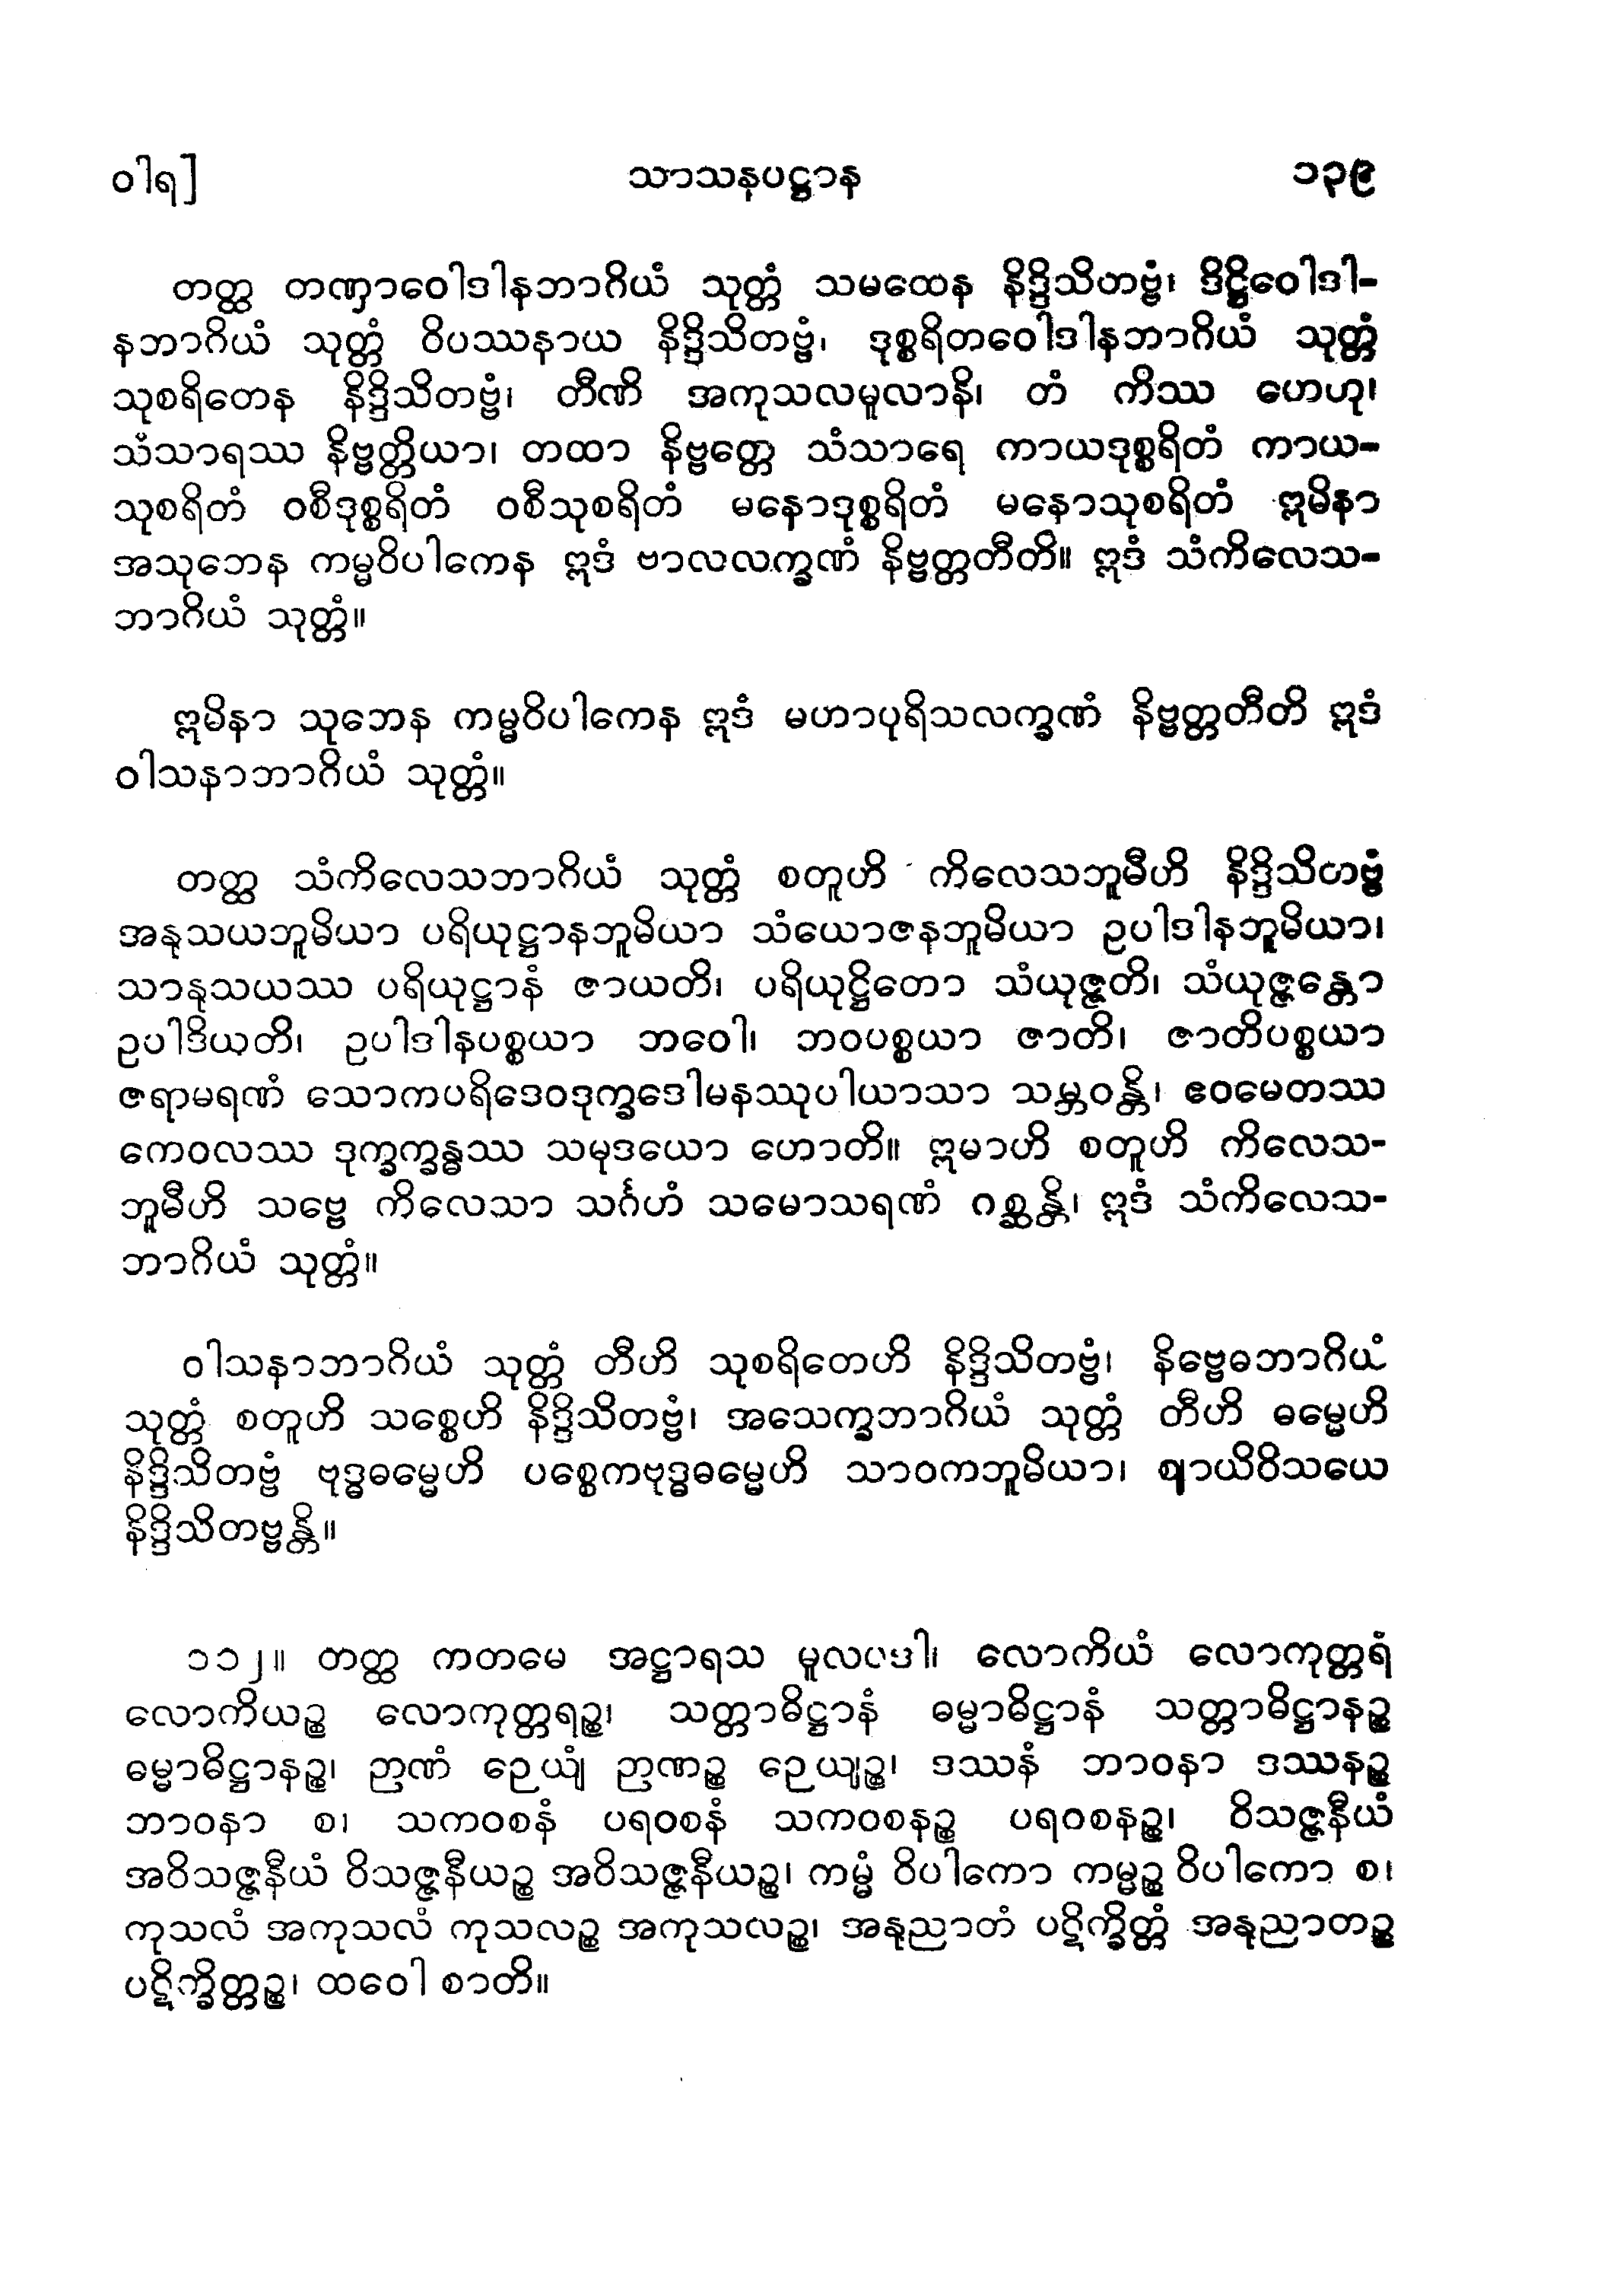 ဝါရ] သာသနပဋ္ဌာန ၁၃၉
တတ္ထ တဏှာဝေါဒါနဘာဂိယံ သုတ္တံ သမထေန နိဒ္ဒိသိတဗ္ဗံ၊ ဒိဋ္ဌိဝေါဒါ-
နဘာဂိယံ သုတ္တံ ဝိပဿနာယ နိဒ္ဒိသိတဗ္ဗံ၊ ဒုစ္စရိတဝေါဒါနဘာဂိယံ သုတ္တံ
သုစရိတေန နိဒ္ဒိသိတဗ္ဗံ၊ တီဏိ အကုသလမူလာနိ၊ တံ ကိဿ ဟေဟု၊
သံသာရဿ နိဗ္ဗတ္တိယာ၊ တထာ နိဗ္ဗတ္တေ သံသာရေ ကာယဒုစ္စရိတံ ကာယ-
သုစရိတံ ဝစီဒုစ္စရိတံ ဝစီသုစရိတံ မနောဒုစ္စရိတံ မနောသုစရိတံ ဣမိနာ
အသုဘေန ကမ္မဝိပါကေန ဣဒံ ဗာလလက္ခဏံ နိဗ္ဗတ္တတီတိ။ ဣဒံ သံကိလေသ-
ဘာဂိယံ သုတ္တံ။
ဣမိနာ သုဘေန ကမ္မဝိပါကေန ဣဒံ မဟာပုရိသလက္ခဏံ နိဗ္ဗတ္တတီတိ ဣဒံ
ဝါသနာဘာဂိယံ သုတ္တံ။
တတ္ထ သံကိလေသဘာဂိယံ သုတ္တံ စတူဟိ ကိလေသဘူမီဟိ နိဒ္ဒိသိတဗ္ဗံ
အနုသယဘူမိယာ ပရိယုဋ္ဌာနဘူမိယာ သံယောဇနဘူမိယာ ဥပါဒါနဘူမိယာ၊
သာနုသယဿ ပရိယုဋ္ဌာနံ ဇာယတိ၊ ပရိယုဋ္ဌိတော သံယုဇ္ဇတိ၊ သံယုဇ္ဇန္တော
ဥပါဒိယတိ၊ ဥပါဒါနပစ္စယာ ဘဝေါ၊ ဘဝပစ္စယာ ဇာတိ၊ ဇာတိပစ္စယာ
ဇရာမရဏံ သောကပရိဒေဝဒုက္ခဒေါမနဿုပါယာသာ သမ္ဘဝန္တိ၊ ဧဝမေတဿ
ကေဝလဿ ဒုက္ခက္ခန္ဓဿ သမုဒယော ဟောတိ။ ဣမာဟိ စတူဟိ ကိလေသ-
ဘူမီဟိ သဗ္ဗေ ကိလေသာ သင်္ဂဟံ သမောသရဏံ ဂစ္ဆန္တိ၊ ဣဒံ သံကိလေသ-
ဘာဂိယံ သုတ္တံ။
ဝါသနာဘာဂိယံ သုတ္တံ တီဟိ သုစရိတေဟိ နိဒ္ဒိသိတဗ္ဗံ၊ နိဗ္ဗေဓဘာဂိယံ
သုတ္တံ စတူဟိ သစ္စေဟိ နိဒ္ဒိသိတဗ္ဗံ၊ အသေက္ခဘာဂိယံ သုတ္တံ တီဟိ ဓမ္မေဟိ
နိဒ္ဒိသိတဗ္ဗံ ဗုဒ္ဓဓမ္မေဟိ ပစ္စေကဗုဒ္ဓဓမ္မေဟိ သာဝကဘူမိယာ၊ ဈာယိဝိသယေ
နိဒ္ဒိသိတဗ္ဗန္တိ။
၁၁၂။ တတ္ထ ကတမေ အဋ္ဌာရသ မူလပဒါ၊ လောကိယံ လောကုတ္တရံ
လောကိယဉ္စ လောကုတ္တရဉ္စ၊ သတ္တာဓိဋ္ဌာနံ ဓမ္မာဓိဋ္ဌာနံ သတ္တာဓိဋ္ဌာနဉ္စ
ဓမ္မာဓိဋ္ဌာနဉ္စ၊ ဉာဏံ ဉေယျံ ဉာဏဉ္စ ဉေယျဉ္စ၊ ဒဿနံ ဘာဝနာ ဒဿနဉ္စ
ဘာဝနာ စ၊ သကဝစနံ ပရဝစနံ သကဝစနဉ္စ ပရဝစနဉ္စ၊ ဝိသဇ္ဇနီယံ
အဝိသဇ္ဇနီယံ ဝိသဇ္ဇနီယဉ္စ အဝိသဇ္ဇနီယဉ္စ၊ ကမ္မံ ဝိပါကော ကမ္မဉ္စ ဝိပါကော စ၊
ကုသလံ အကုသလံ ကုသလဉ္စ အကုသလဉ္စ၊ အနုညာတံ ပဋိက္ခိတ္တံ အနုညာတဉ္စ
ပဋိက္ခိတ္တဉ္စ၊ ထဝေါ စာတိ။